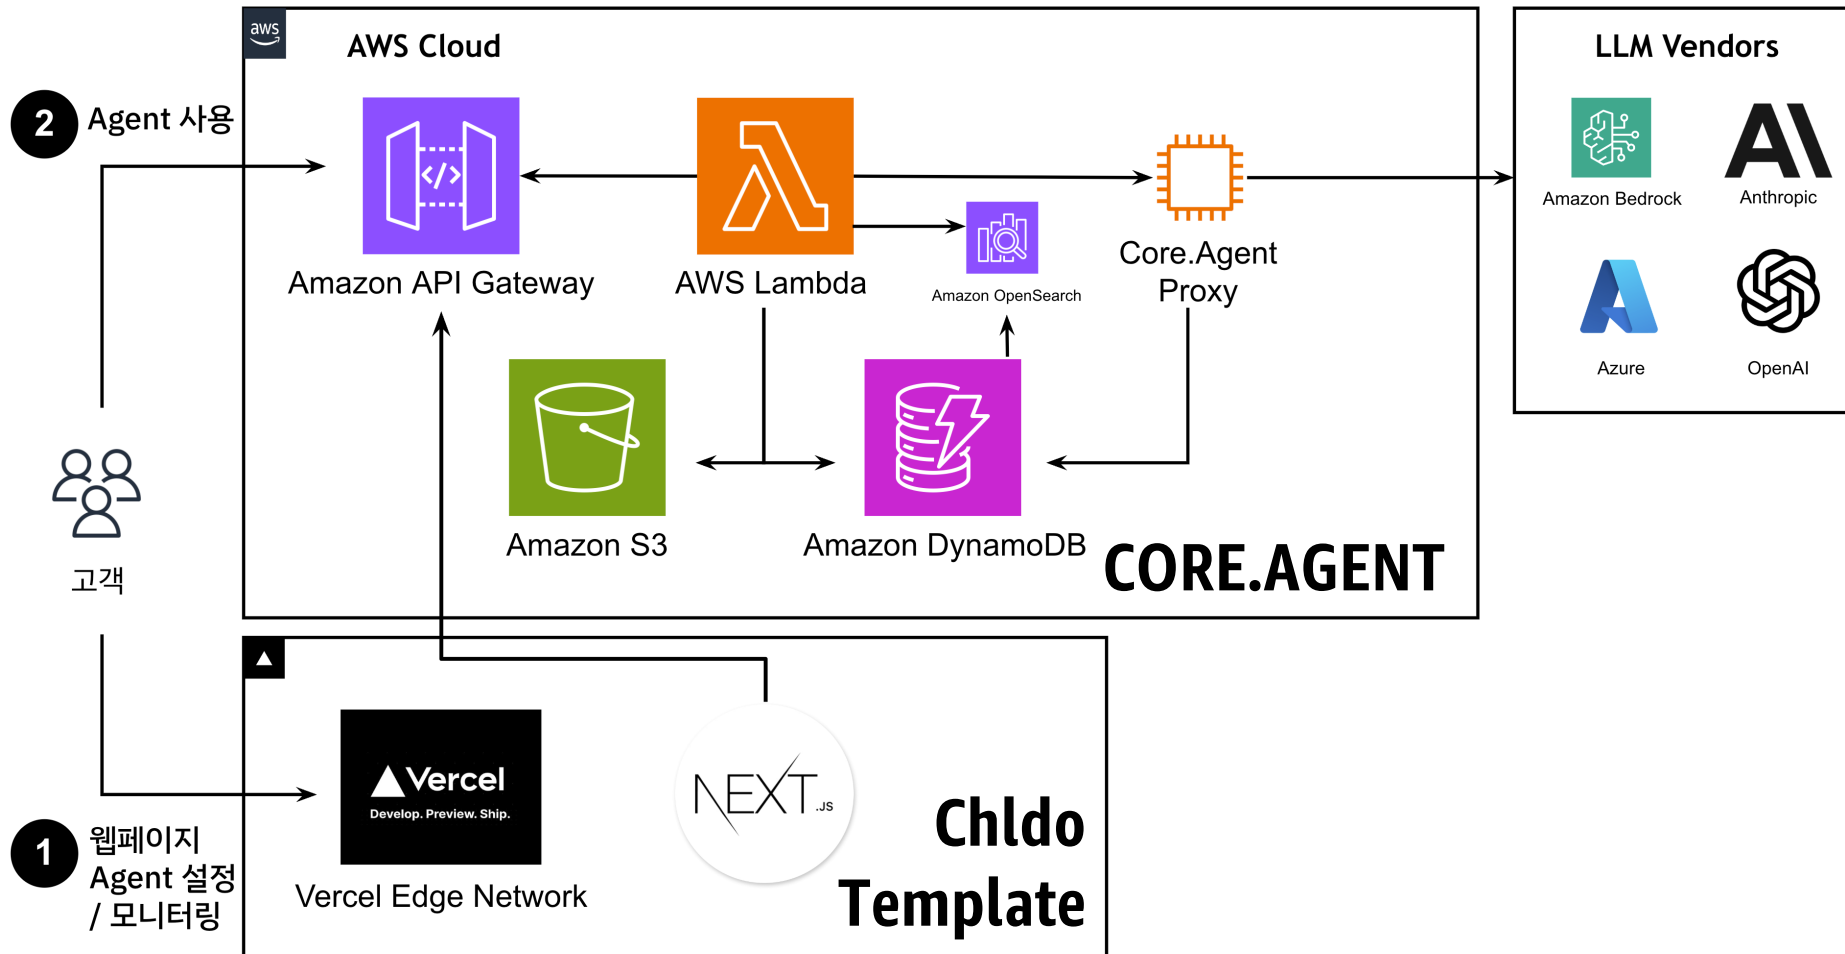 aws
AWS Cloud
LLM Vendors
2
Agent 사용
</>
Amazon API Gateway
AWS Lambda
Amazon OpenSearch
Core.Agent
Proxy
Amazon Bedrock
AI
Anthropic
Azure
OpenAI
고객
Amazon S3
Amazon DynamoDB
CORE.AGENT
Vercel
Develop. Preview. Ship.
Vercel Edge Network
NEXT.JS
1
웹페이지
Agent 설정
/ 모니터링
Chldo
Template